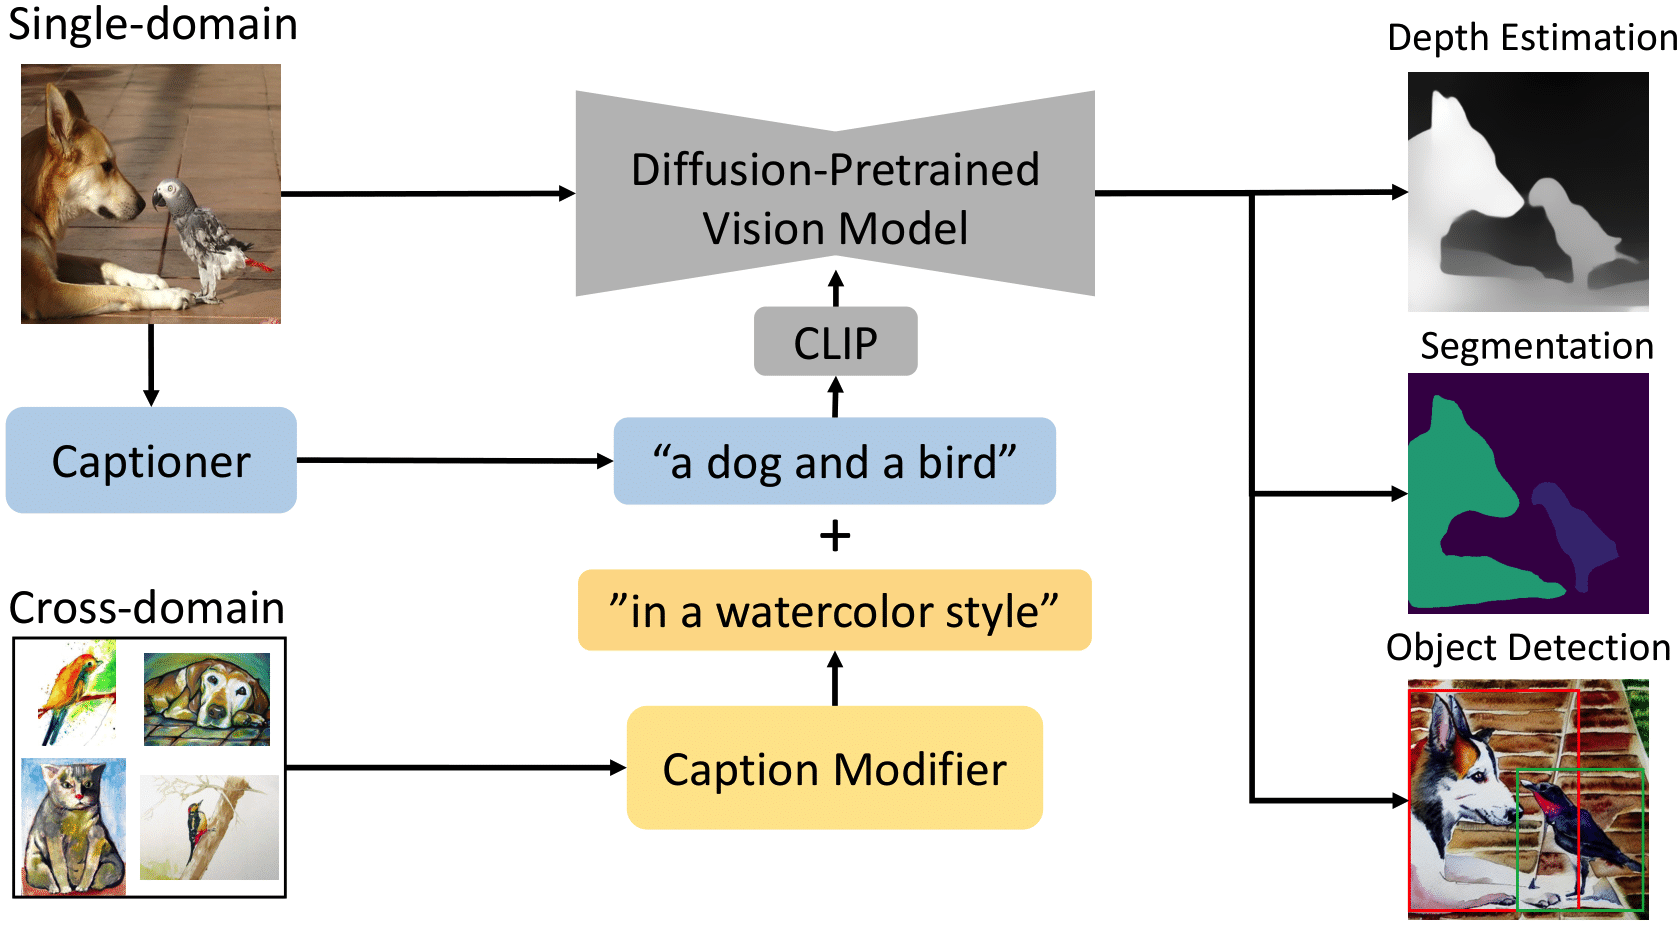 Single-domain
Depth Estimation
Diffusion-Pretrained
Vision Model
CLIP
Segmentation
Captioner
“a dog and a bird”
+
Cross-domain
”in a watercolor style”
Object Detection
Caption Modifier